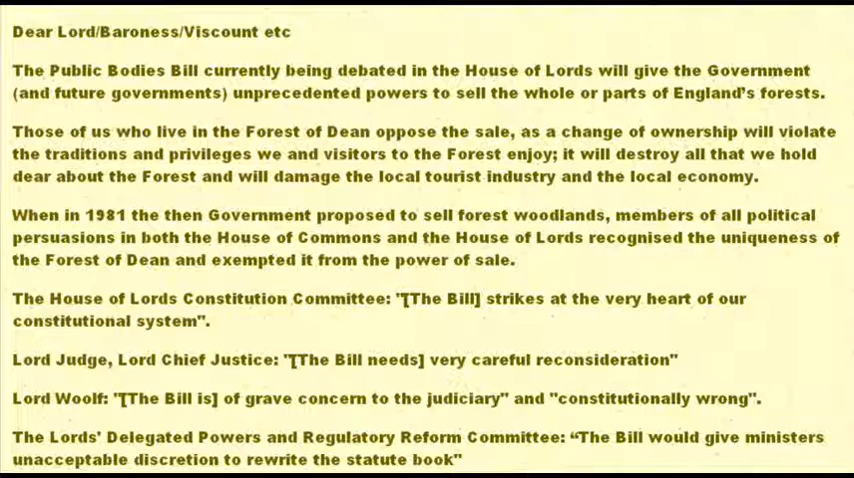 Dear Lord/Baroness/Viscount etc
The Public Bodies Bill currently being debated in the House of Lords will give the Government
(and future governments) unprecedented powers to sell the whole or parts of England's forests.
Those of us who live in the Forest of Dean oppose the sale, as a change of ownership will violate
the traditions and privileges we and visitors to the Forest enjoy; it will destroy all that we hold
dear about the Forest and will damage the local tourist industry and the local economy.
When in 1981 the then Government proposed to sell forest woodlands, members of all political
persuasions in both the House of Commons and the House of Lords recognised the uniqueness of
the Forest of Dean and exempted it from the power of sale.
The House of Lords Constitution Committee: "[The Bill] strikes at the very heart of our
constitutional system".
Lord Judge, Lord Chief Justice: "[The Bill needs] very careful reconsideration"
Lord Woolf: "[The Bill is] of grave concern to the judiciary" and "constitutionally wrong".
The Lords' Delegated Powers and Regulatory Reform Committee: “The Bill would give ministers
unacceptable discretion to rewrite the statute book"